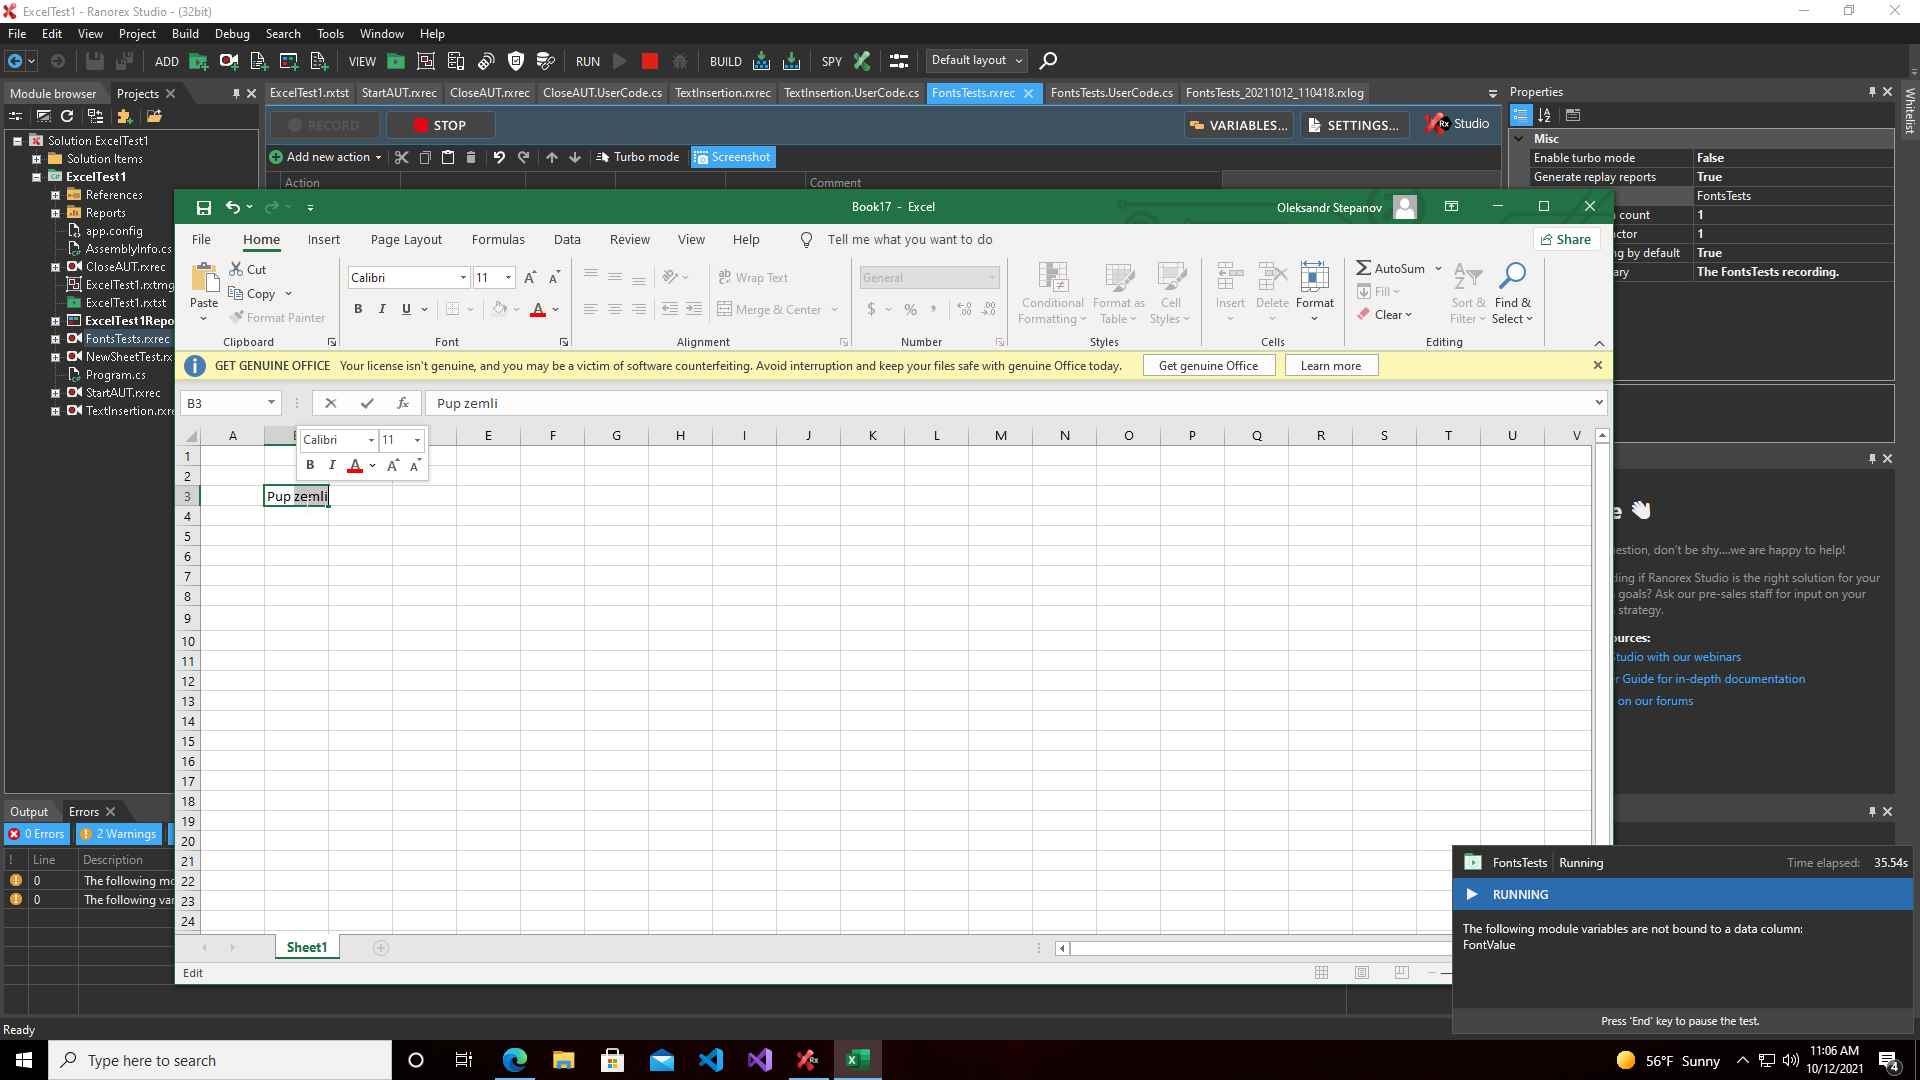 ExcelTest1 - Ranorex Studio - (32bit)
File Edit View Project Build Debug Search Tools Window Help
ADD VIEW RUN BUILD SPY Default layout
Module browser Projects ExcelTest1.rxtst StartAUT.rxrec CloseAUT.rxrec CloseAUT.UserCode.cs TextInsertion.rxrec TextInsertion.UserCode.cs FontsTests.rxrec FontsTests.UserCode.cs FontsTests_20211012_110418.rxlog Properties
Whitelist
RECORD STOP VARIABLES... SETTINGS... Rx Studio
Add new action Turbo mode Screenshot
Action Comment
Solution ExcelTest1
Solution Items
ExcelTest1
References
Reports
app.config
AssemblyInfo.cs
CloseAUT.rxrec
ExcelTest1.rxtmg
ExcelTest1.rxtst
ExcelTest1Repo
FontsTests.rxrec
NewSheetTest.rx
Program.cs
StartAUT.rxrec
TextInsertion.rxre
Misc
Enable turbo mode False
Generate replay reports True
FontsTests
count 1
ctor 1
g by default True
ary The FontsTests recording.
Book17 - Excel Oleksandr Stepanov
File Home Insert Page Layout Formulas Data Review View Help Tell me what you want to do Share
Paste Cut Copy Format Painter Clipboard
Calibri 11 B I U A Font
Wrap Text Merge & Center Alignment
General $ % Number
Conditional Formatting Format as Table Cell Styles Styles
Insert Delete Format Cells
AutoSum Fill Clear Sort & Filter Find & Select Editing
GET GENUINE OFFICE Your license isn't genuine, and you may be a victim of software counterfeiting. Avoid interruption and keep your files safe with genuine Office today. Get genuine Office Learn more
B3 fx Pup zemli
A E F G H I J K L M N O P Q R S T U V
Calibri 11
B I A A A
1
2
3 Pup zemli
4
5
6
7
8
9
10
11
12
13
14
15
16
17
18
19
20
21
22
23
24
Sheet1
Edit
estion, don't be shy....we are happy to help!
ding if Ranorex Studio is the right solution for your
goals? Ask our pre-sales staff for input on your
strategy.
ources:
Studio with our webinars
r Guide for in-depth documentation
on our forums
Output Errors
0 Errors 2 Warnings
! Line Description
0 The following mo
0 The following var
FontsTests Running Time elapsed: 35.54s
RUNNING
The following module variables are not bound to a data column:
FontValue
Press 'End' key to pause the test.
Ready
Type here to search
56°F Sunny
11:06 AM
10/12/2021
4